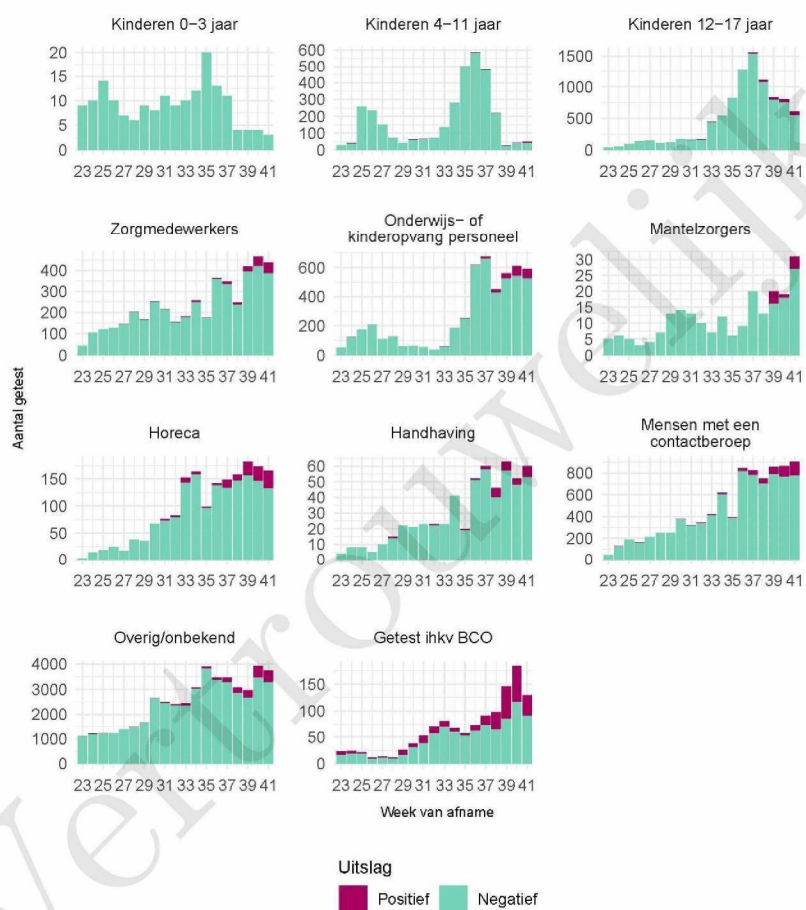 Kinderen 0−3 jaar
20
15
10
5
0
23 25 27 29 31 33 35 37 39 41
Kinderen 4−11 jaar
600
500
400
300
200
100
0
23 25 27 29 31 33 35 37 39 41
Kinderen 12−17 jaar
1500
1000
500
0
23 25 27 29 31 33 35 37 39 41
Zorgmedewerkers
400
300
200
100
0
23 25 27 29 31 33 35 37 39 41
Onderwijs− of
kinderopvang personeel
600
400
200
0
23 25 27 29 31 33 35 37 39 41
Mantelzorgers
30
25
20
15
10
5
0
23 25 27 29 31 33 35 37 39 41
Aantal getest
Horeca
150
100
50
0
23 25 27 29 31 33 35 37 39 41
Handhaving
60
50
40
30
20
10
0
23 25 27 29 31 33 35 37 39 41
Mensen met een
contactberoep
800
600
400
200
0
23 25 27 29 31 33 35 37 39 41
Overig/onbekend
4000
3000
2000
1000
0
23 25 27 29 31 33 35 37 39 41
Getest ihkv BCO
150
100
50
0
23 25 27 29 31 33 35 37 39 41
Week van afname
Uitslag
Positief Negatief
Vertrouwelijk